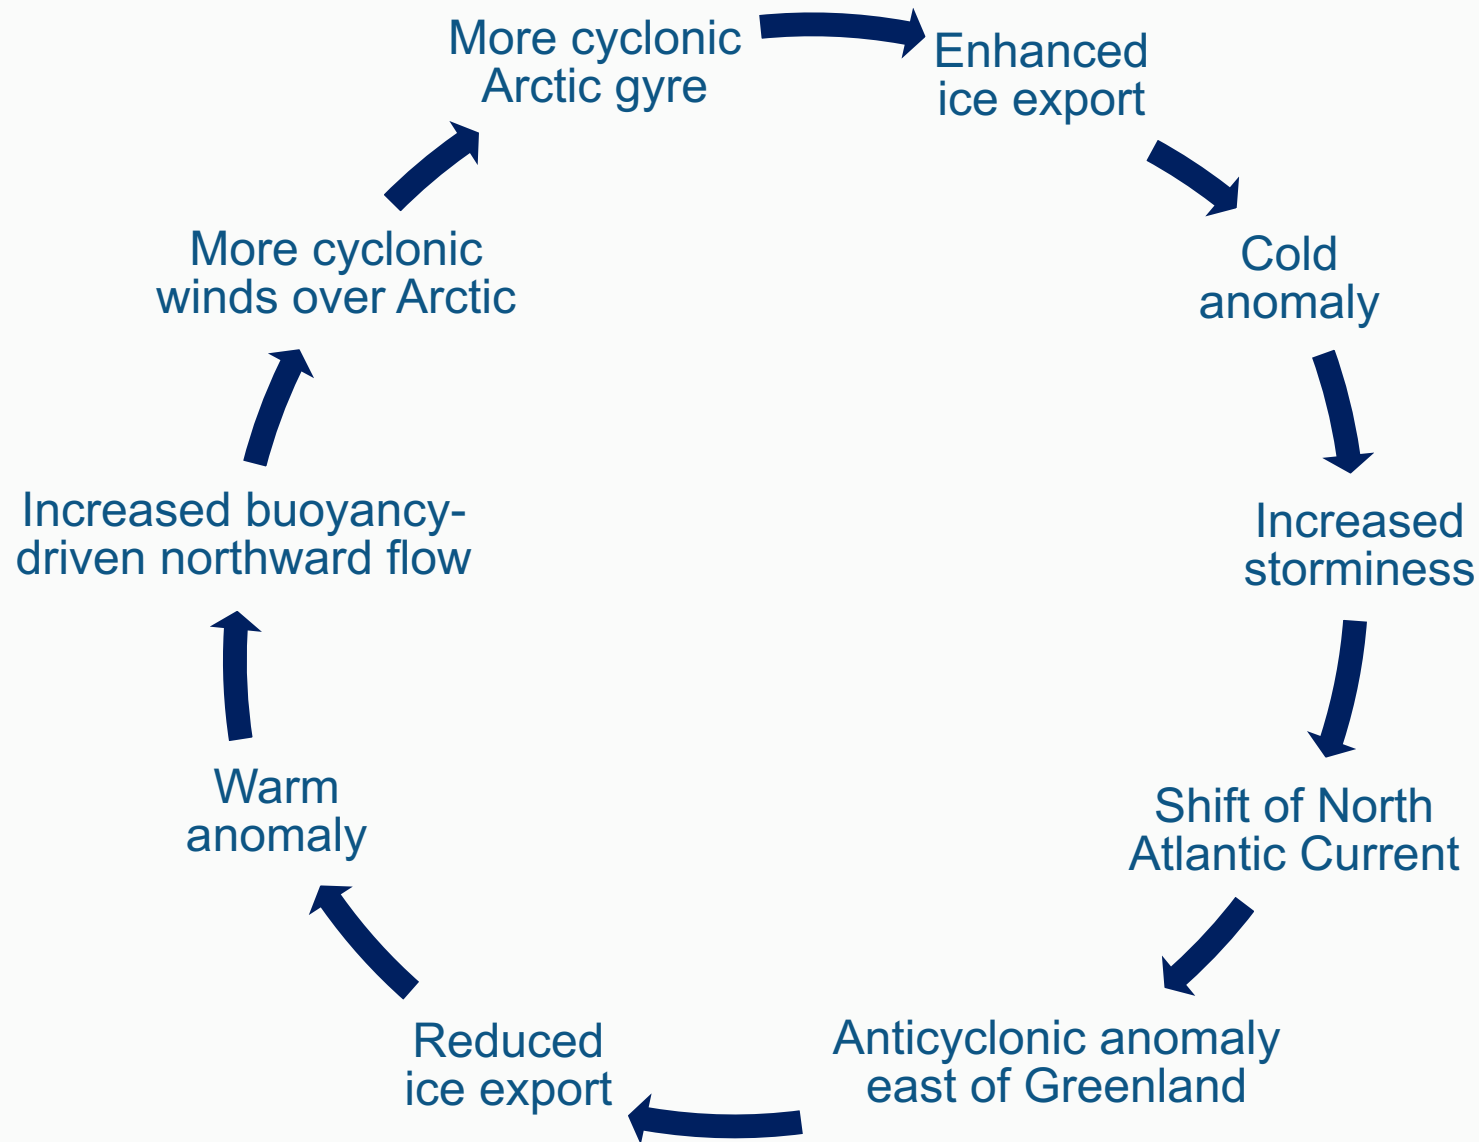 More cyclonic
Arctic gyre
Enhanced
ice export
Cold
anomaly
Increased
storminess
Shift of North
Atlantic Current
Anticyclonic anomaly
east of Greenland
Reduced
ice export
Warm
anomaly
Increased buoyancy-
driven northward flow
More cyclonic
winds over Arctic